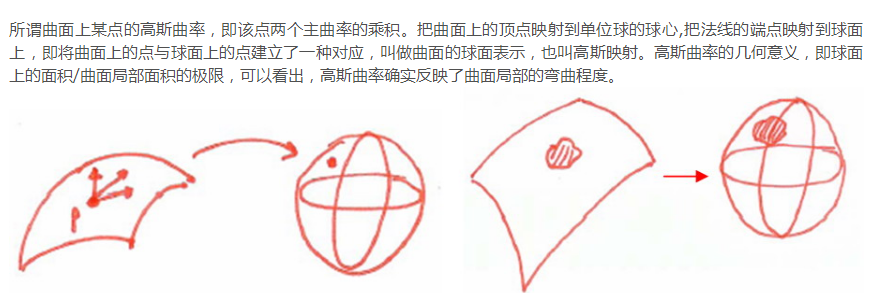 所谓曲面上某点的高斯曲率，即该点两个主曲率的乘积。把曲面上的顶点映射到单位球的球心,把法线的端点映射到球面
上，即将曲面上的点与球面上的点建立了一种对应，叫做曲面的球面表示，也叫高斯映射。高斯曲率的几何意义，即球面
上的面积/曲面局部面积的极限，可以看出，高斯曲率确实反映了曲面局部的弯曲程度。
P